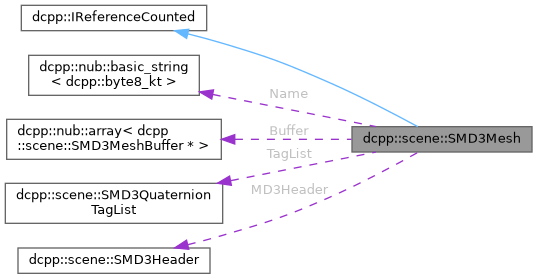 dcpp::IReferenceCounted
dcpp::nub::basic_string
< dcpp::byte8_kt >
Name
dcpp::nub::array< dcpp
::scene::SMD3MeshBuffer * >
Buffer
dcpp::scene::SMD3Mesh
TagList
dcpp::scene::SMD3Quaternion
TagList
MD3Header
dcpp::scene::SMD3Header